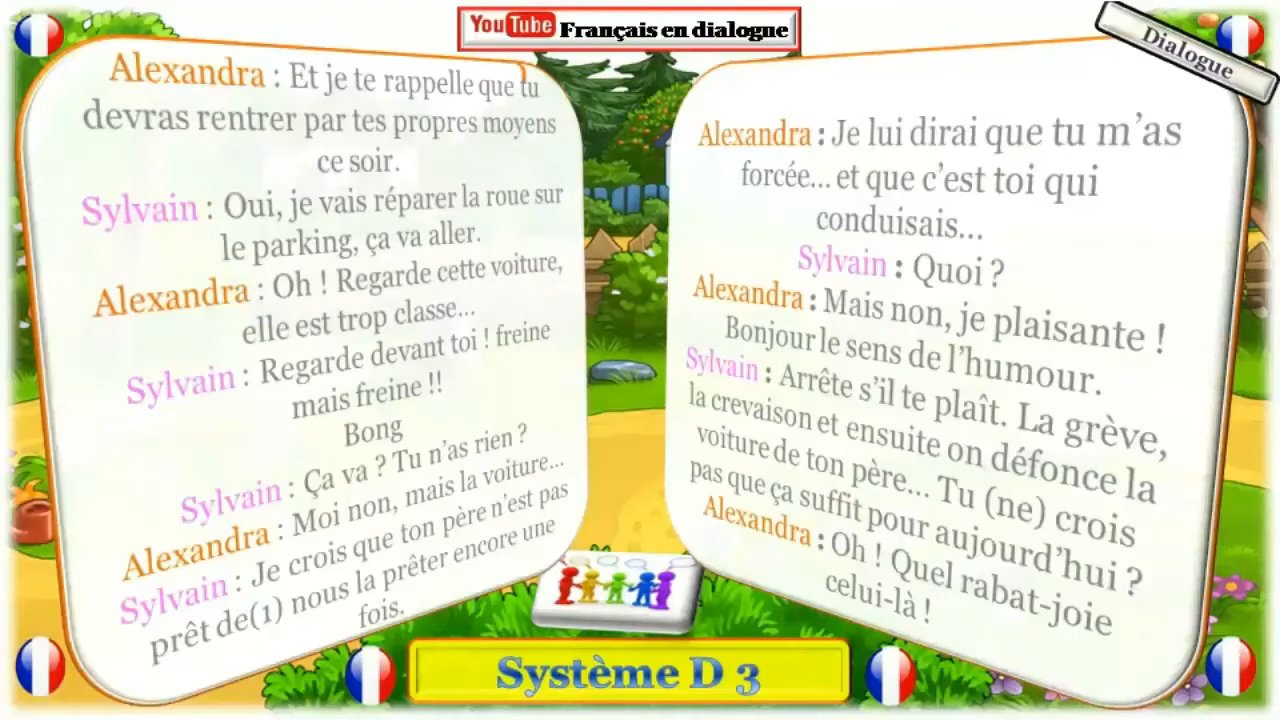 YouTube Français en dialogue
Dialogue
Alexandra : Et je te rappelle que tu
devras rentrer par tes propres moyens
ce soir.
Sylvain : Oui, je vais réparer la roue sur
le parking, ça va aller.
Alexandra : Oh ! Regarde cette voiture,
elle est trop classe...
Sylvain : Regarde devant toi ! freine
mais freine !!
Bong
Sylvain : Ça va ? Tu n’as rien ?
Alexandra : Moi non, mais la voiture...
Sylvain : Je crois que ton père n’est pas
prêt de(1) nous la prêter encore une
fois.
Alexandra : Je lui dirai que tu m’as
forcée... et que c’est toi qui
conduisais...
Sylvain : Quoi ?
Alexandra : Mais non, je plaisante !
Bonjour le sens de l’humour.
Sylvain : Arrête s’il te plaît. La grève,
la crevaison et ensuite on défonce la
voiture de ton père... Tu (ne) crois
pas que ça suffit pour aujourd’hui ?
Alexandra : Oh ! Quel rabat-joie
celui-là !
Système D 3